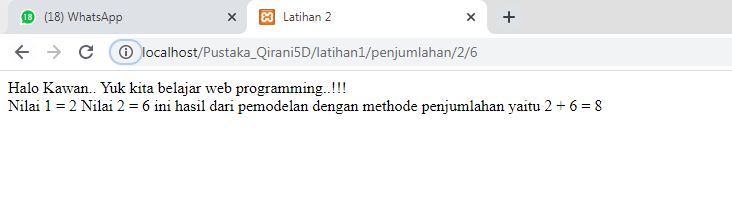 18 (18) WhatsApp
Latihan 2
localhost/Pustaka_Qirani5D/latihan1/penjumlahan/2/6
Halo Kawan.. Yuk kita belajar web programming..!!!
Nilai 1 = 2 Nilai 2 = 6 ini hasil dari pemodelan dengan methode penjumlahan yaitu 2 + 6 = 8